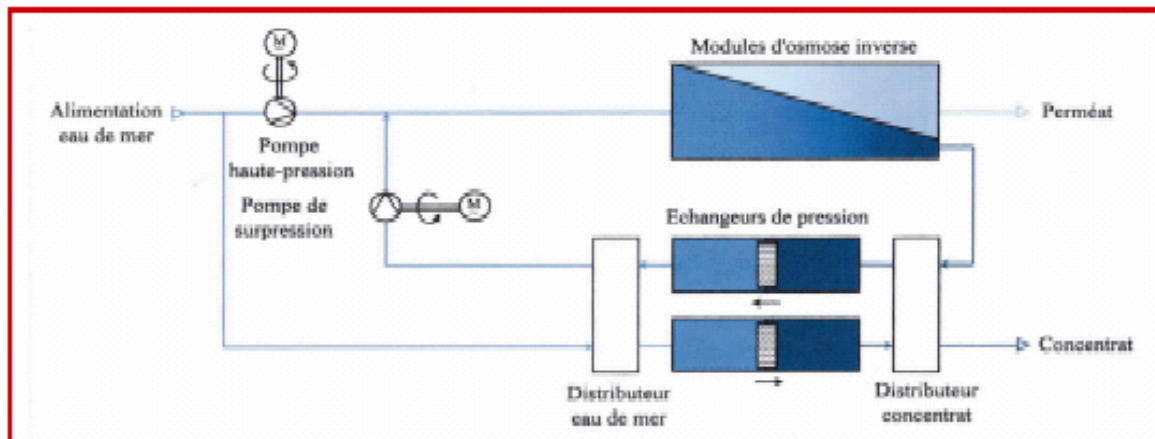 M
Modules d'osmose inverse
Alimentation
eau de mer
Perméat
Pompe
haute-pression
Pompe de
surpression
M
Echangeurs de pression
Concentrat
Distributeur
eau de mer
Distributeur
concentrat